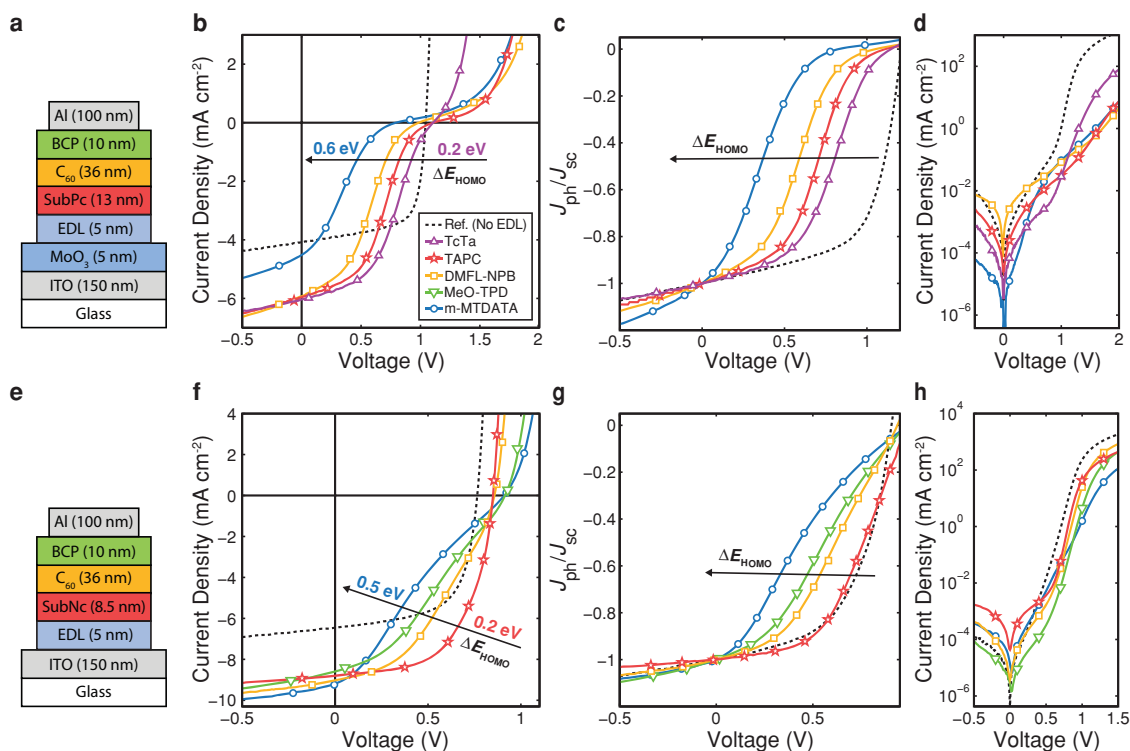 a
Al (100 nm)
BCP (10 nm)
C60 (36 nm)
SubPc (13 nm)
EDL (5 nm)
MoO3 (5 nm)
ITO (150 nm)
Glass
b
Current Density (mA cm−2)
2
0
−2
−4
−6
0.6 eV
0.2 eV
ΔEHOMO
Ref. (No EDL)
TcTa
TAPC
DMFL-NPB
MeO-TPD
m-MTDATA
−0.5 0 0.5 1 1.5 2
Voltage (V)
c
Jph/Jsc
0
−0.2
−0.4
−0.6
−0.8
−1
ΔEHOMO
−0.5 0 0.5 1
Voltage (V)
d
Current Density (mA cm−2)
10^2
10^0
10^−2
10^−4
10^−6
0 1 2
Voltage (V)
e
Al (100 nm)
BCP (10 nm)
C60 (36 nm)
SubNc (8.5 nm)
EDL (5 nm)
ITO (150 nm)
Glass
f
Current Density (mA cm−2)
4
2
0
−2
−4
−6
−8
−10
0.5 eV
0.2 eV
ΔEHOMO
−0.5 0 0.5 1
Voltage (V)
g
Jph/Jsc
0
−0.2
−0.4
−0.6
−0.8
−1
ΔEHOMO
−0.5 0 0.5
Voltage (V)
h
Current Density (mA cm−2)
10^4
10^2
10^0
10^−2
10^−4
10^−6
−0.5 0 0.5 1 1.5
Voltage (V)